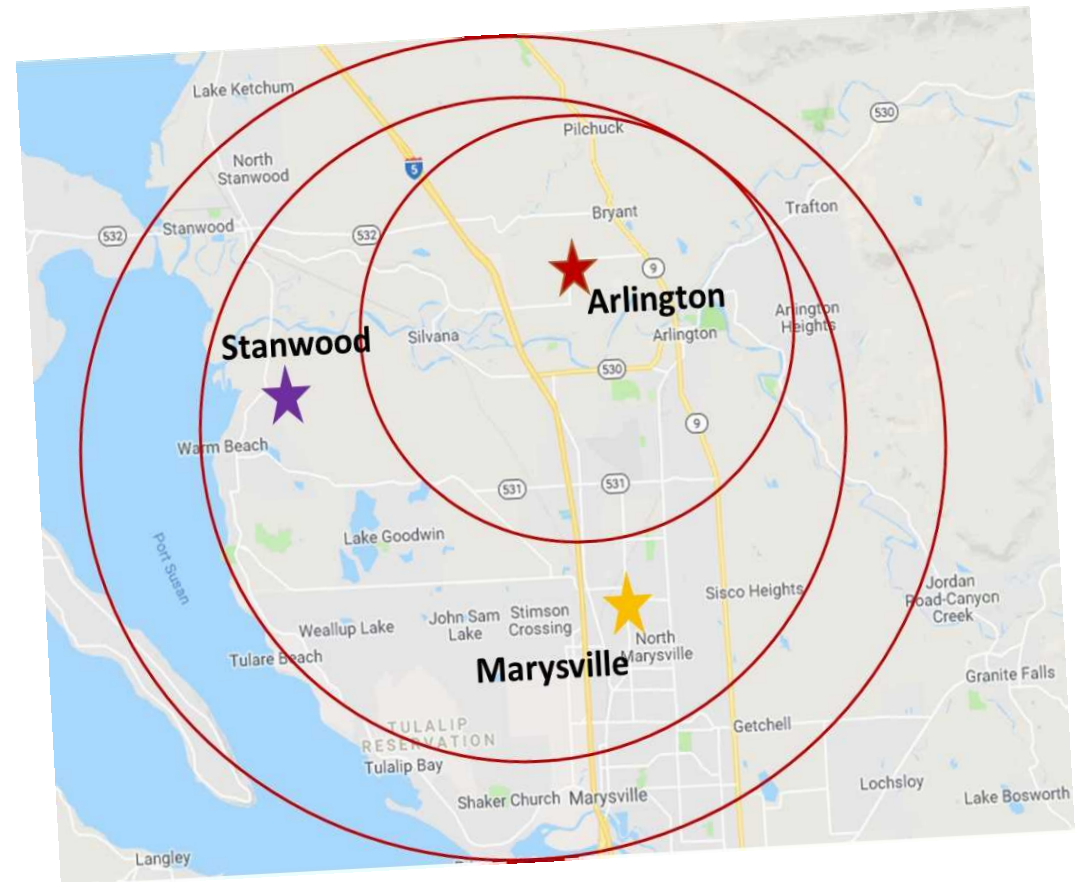 Lake Ketchum
530
Pilchuck
5
North
Stanwood
Trafton
Bryant
Stanwood
532
532
9
Arlington
Arlington
Heights
Stanwood
Silvana
Arlington
530
9
Warm Beach
531
531
Lake Goodwin
Port Susan
Jordan
Road-Canyon
Creek
Sisco Heights
John Sam
Lake
Stimson
Crossing
Weallup Lake
North
Marysville
Tulare Beach
Marysville
Granite Falls
TULALIP
RESERVATION
Getchell
Tulalip Bay
Lochsloy
Shaker Church
Marysville
Lake Bosworth
Langley